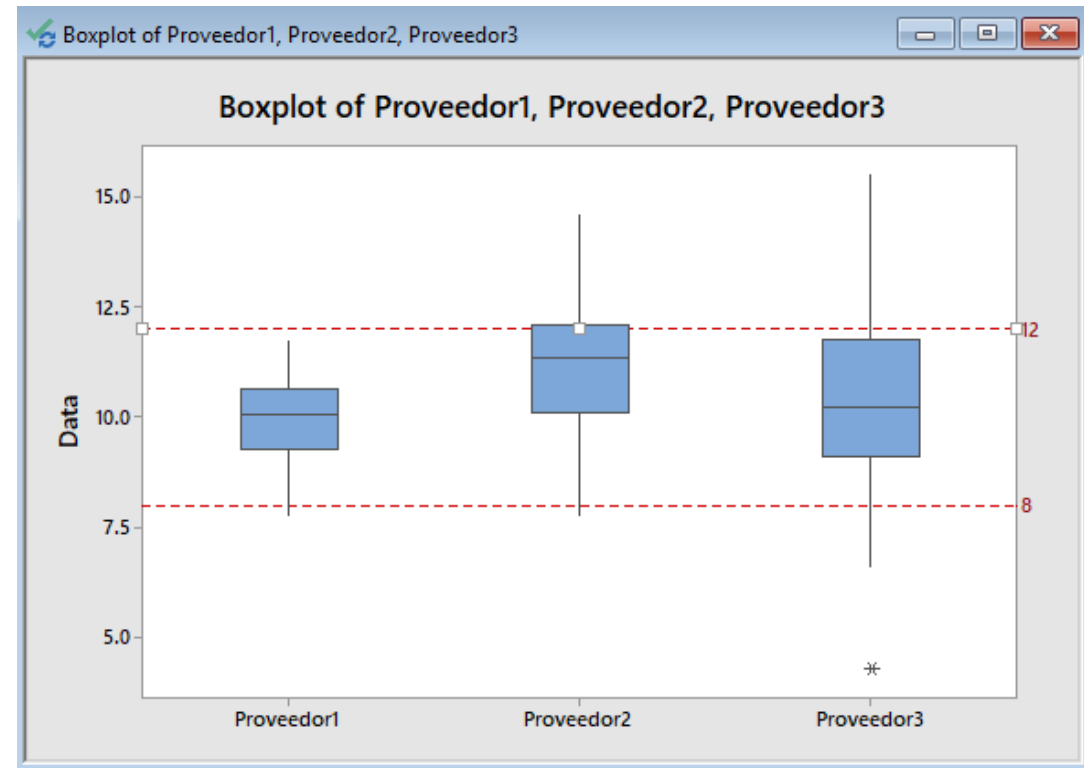 Boxplot of Proveedor1, Proveedor2, Proveedor3
Boxplot of Proveedor1, Proveedor2, Proveedor3
15.0
12.5
12
10.0
Data
8
7.5
5.0
Proveedor1 Proveedor2 Proveedor3